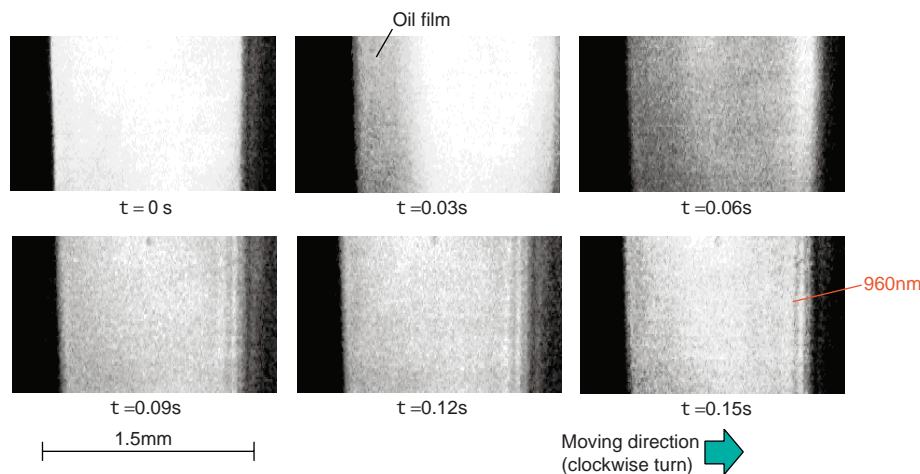 Oil film
t = 0 s
t =0.03s
t =0.06s
960nm
t =0.09s
t =0.12s
t =0.15s
1.5mm
Moving direction
(clockwise turn)